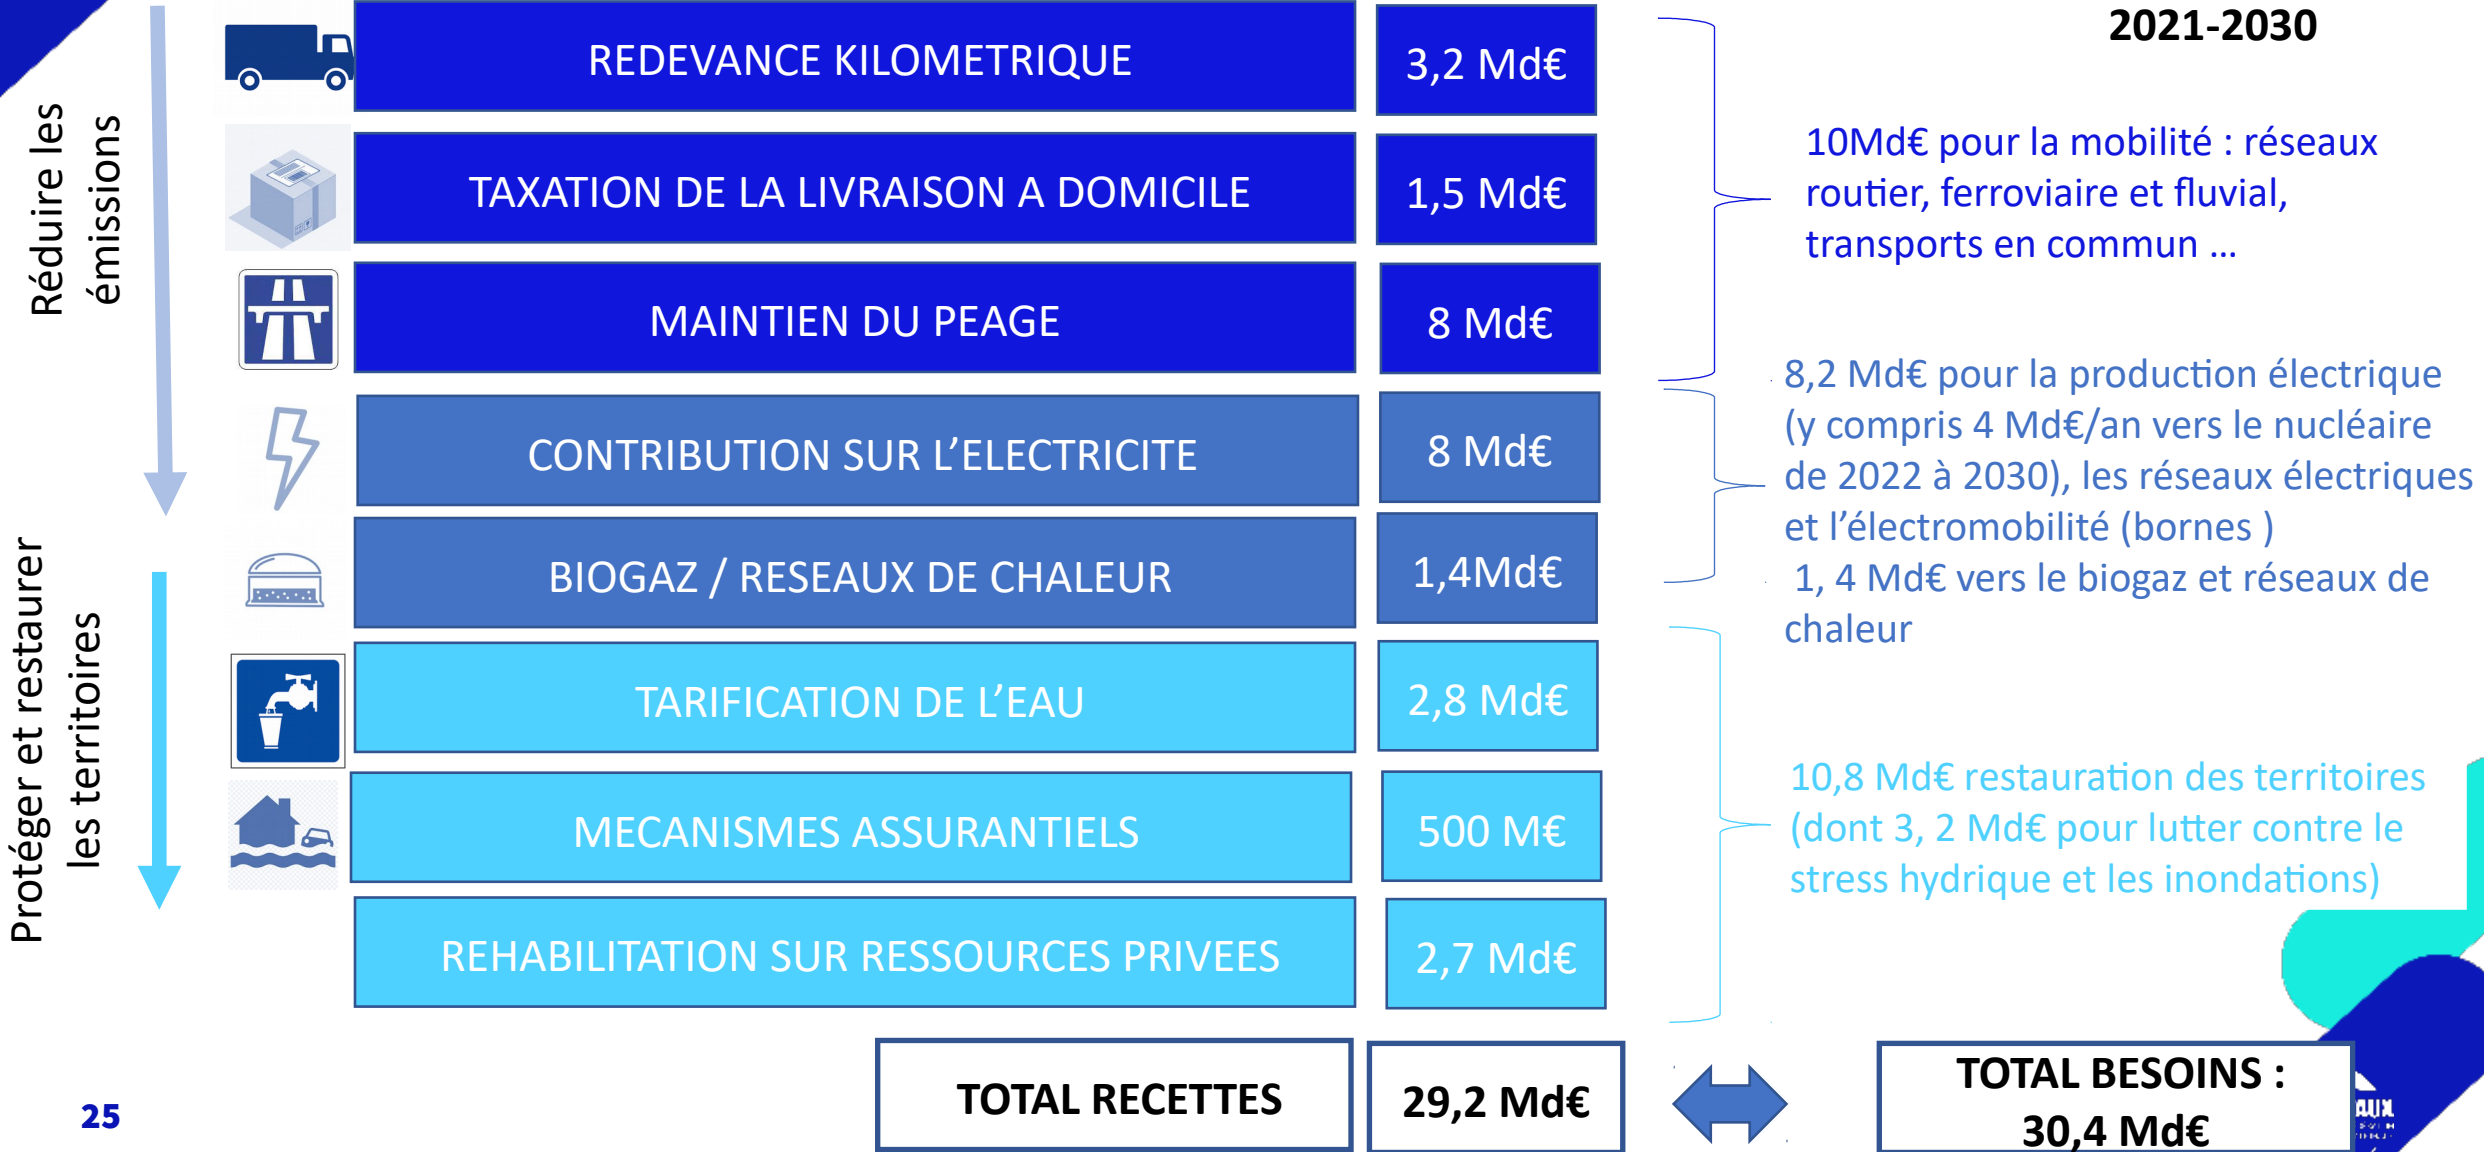 2021-2030
Réduire les
émissions
REDEVANCE KILOMETRIQUE
3,2 Md€
TAXATION DE LA LIVRAISON A DOMICILE
1,5 Md€
MAINTIEN DU PEAGE
8 Md€
10Md€ pour la mobilité : réseaux
routier, ferroviaire et fluvial,
transports en commun ...
CONTRIBUTION SUR L’ELECTRICITE
8 Md€
BIOGAZ / RESEAUX DE CHALEUR
1,4Md€
8,2 Md€ pour la production électrique
(y compris 4 Md€/an vers le nucléaire
de 2022 à 2030), les réseaux électriques
et l’électromobilité (bornes )
1, 4 Md€ vers le biogaz et réseaux de
chaleur
Protéger et restaurer
les territoires
TARIFICATION DE L’EAU
2,8 Md€
MECANISMES ASSURANTIELS
500 M€
REHABILITATION SUR RESSOURCES PRIVEES
2,7 Md€
10,8 Md€ restauration des territoires
(dont 3, 2 Md€ pour lutter contre le
stress hydrique et les inondations)
TOTAL RECETTES
29,2 Md€
TOTAL BESOINS :
30,4 Md€
25